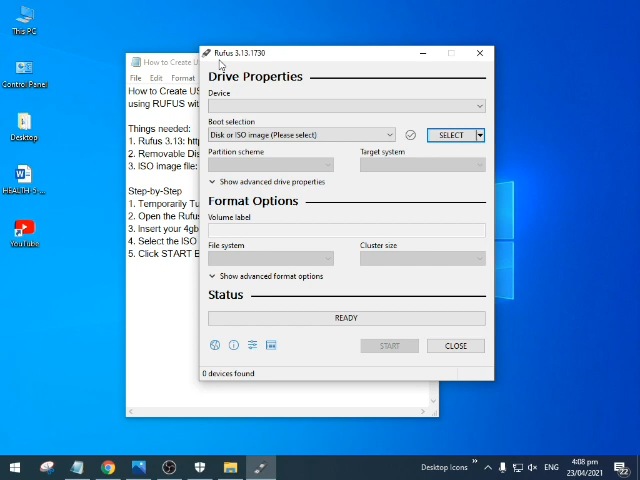 This PC
Control Panel
Desktop
HEALTH_5_...
YouTube
How to Create U
File Edit Format
How to Create US
using RUFUS wit
Things needed:
1. Rufus 3.13: http
2. Removable Dis
3. ISO image file:
Step-by-Step
1. Temporarily Tu
2. Open the Rufus
3. Insert your 4gb
4. Select the ISO
5. Click START B
Rufus 3.13.1730
Drive Properties
Device
Boot selection
Disk or ISO image (Please select)
SELECT
Partition scheme
Target system
Show advanced drive properties
Format Options
Volume label
File system
Cluster size
Show advanced format options
Status
READY
START
CLOSE
0 devices found
Desktop Icons
ENG
4:08 pm
23/04/2021
22